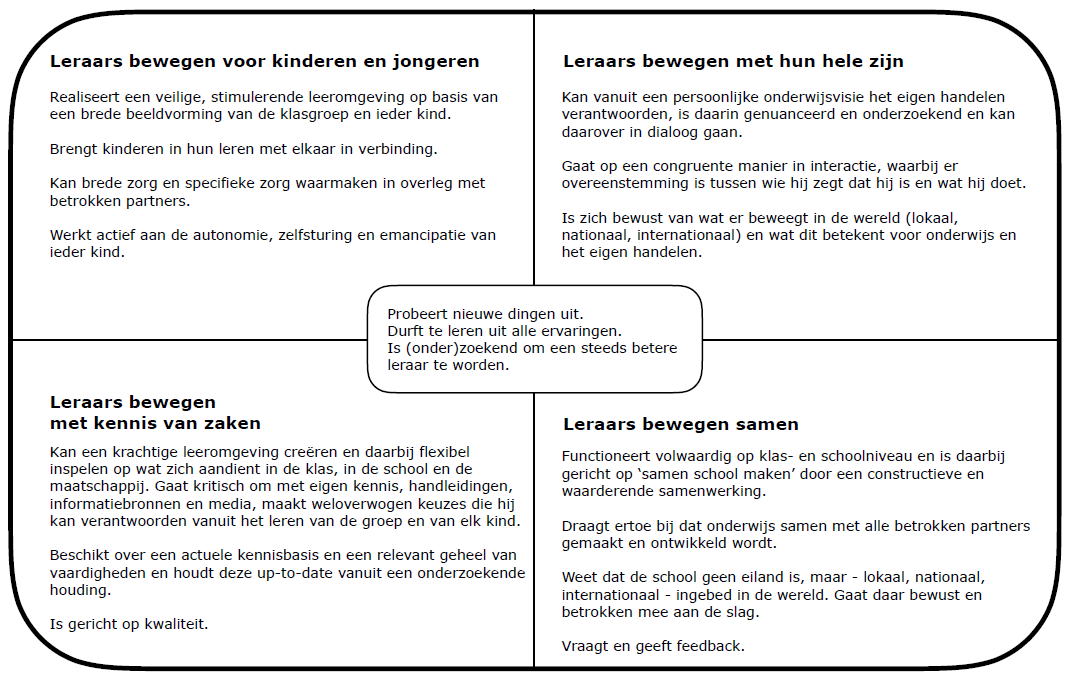 Leraars bewegen voor kinderen en jongeren
Realiseert een veilige, stimulerende leeromgeving op basis van
een brede beeldvorming van de klasgroep en ieder kind.
Brengt kinderen in hun leren met elkaar in verbinding.
Kan brede zorg en specifieke zorg waarmaken in overleg met
betrokken partners.
Werkt actief aan de autonomie, zelfsturing en emancipatie van
ieder kind.
Leraars bewegen met hun hele zijn
Kan vanuit een persoonlijke onderwijsvisie het eigen handelen
verantwoorden, is daarin genuanceerd en onderzoekend en kan
daarover in dialoog gaan.
Gaat op een congruente manier in interactie, waarbij er
overeenstemming is tussen wie hij zegt dat hij is en wat hij doet.
Is zich bewust van wat er beweegt in de wereld (lokaal,
nationaal, internationaal) en wat dit betekent voor onderwijs en
het eigen handelen.
Probeert nieuwe dingen uit.
Durft te leren uit alle ervaringen.
Is (onder)zoekend om een steeds betere
leraar te worden.
Leraars bewegen
met kennis van zaken
Kan een krachtige leeromgeving creëren en daarbij flexibel
inspelen op wat zich aandient in de klas, in de school en de
maatschappij. Gaat kritisch om met eigen kennis, handleidingen,
informatiebronnen en media, maakt weloverwogen keuzes die hij
kan verantwoorden vanuit het leren van de groep en van elk kind.
Beschikt over een actuele kennisbasis en een relevant geheel van
vaardigheden en houdt deze up-to-date vanuit een onderzoekende
houding.
Is gericht op kwaliteit.
Leraars bewegen samen
Functioneert volwaardig op klas- en schoolniveau en is daarbij
gericht op ‘samen school maken’ door een constructieve en
waarderende samenwerking.
Draagt ertoe bij dat onderwijs samen met alle betrokken partners
gemaakt en ontwikkeld wordt.
Weet dat de school geen eiland is, maar - lokaal, nationaal,
internationaal - ingebed in de wereld. Gaat daar bewust en
betrokken mee aan de slag.
Vraagt en geeft feedback.